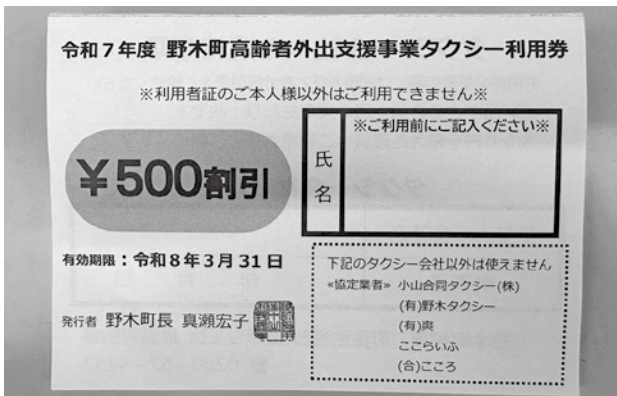 令和7年度 野木町高齢者外出支援事業タクシー利用券
※利用者証のご本人様以外はご利用できません※
¥500割引
氏名
※ご利用前にご記入ください※
有効期限：令和8年3月31日
発行者 野木町長 真瀬宏子
下記のタクシー会社以外は使えません
≪協定業者≫ 小山合同タクシー(株)
(有)野木タクシー
(有)爽
ここらいふ
(合)こころ